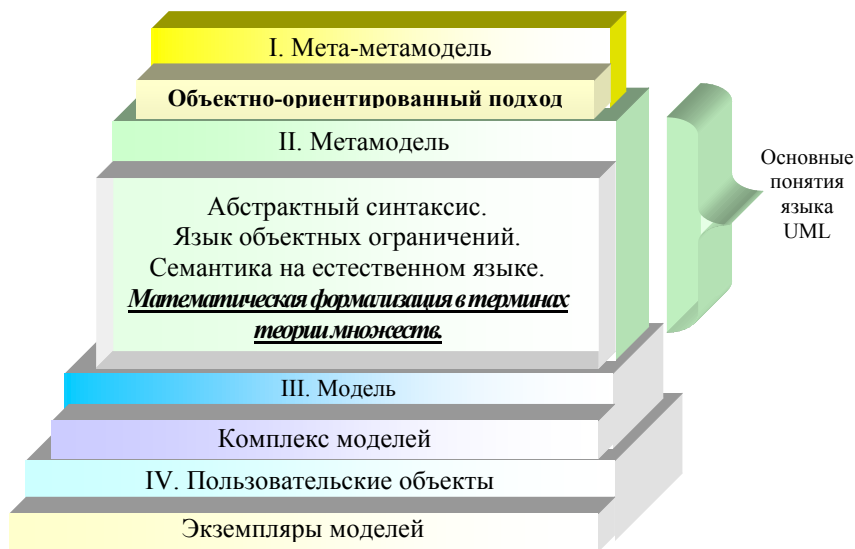 I. Мета-метамодель
Объектно-ориентированный подход
II. Метамодель
Абстрактный синтаксис.
Язык объектных ограничений.
Семантика на естественном языке.
Математическая формализация в терминах
теории множеств.
Основные
понятия
языка
UML
III. Модель
Комплекс моделей
IV. Пользовательские объекты
Экземпляры моделей